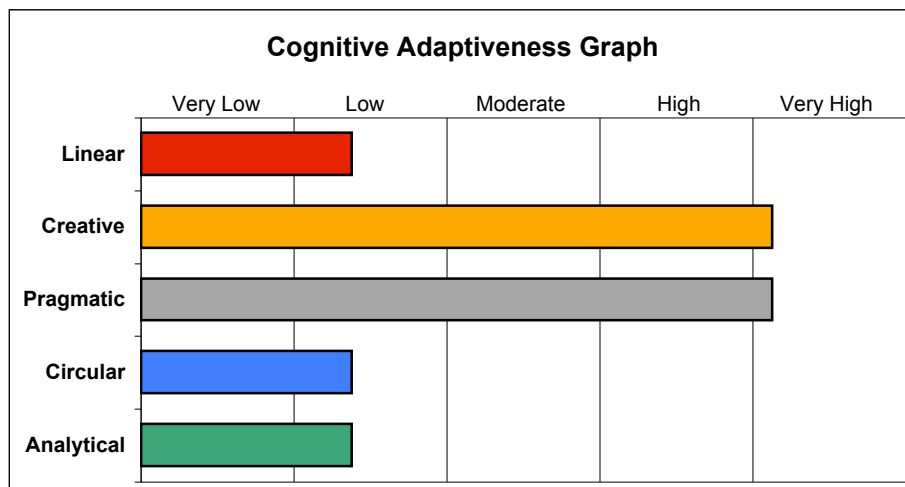 Cognitive Adaptiveness Graph
Very Low Low Moderate High Very High
Linear
Creative
Pragmatic
Circular
Analytical